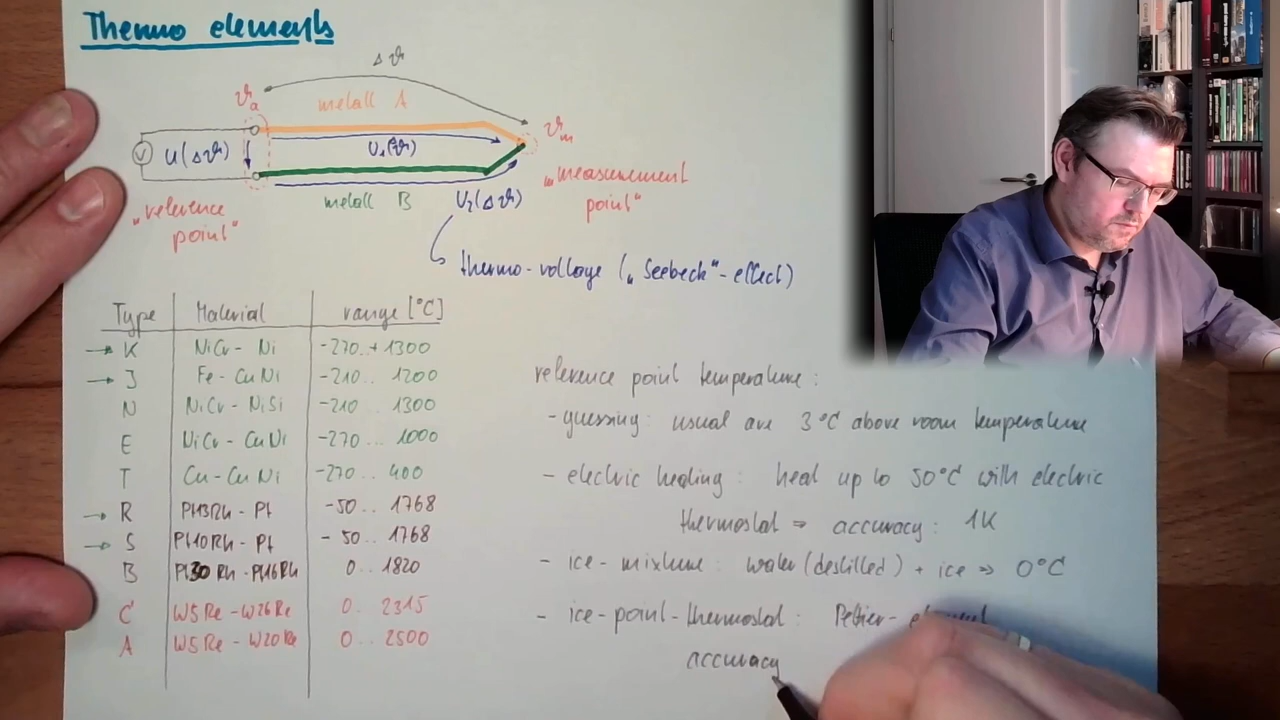 Thermo elements
Δϑ
ϑa
metall A
ϑm
V
U(Δϑ)
U1(ϑ)
"measurement
point"
metall B
U2(Δϑ)
"reference
point"
thermo-voltage ("Seebeck"-effect)
Type Material range [°C]
→ K NiCr - Ni -270..+1300
→ J Fe - CuNi -210.. 1200
N NiCr - NiSi -210.. 1300
E NiCr - CuNi -270... 1000
T Cu - CuNi -270... 400
→ R Pt13Rh - Pt -50.. 1768
→ S Pt10Rh - Pt -50.. 1768
B Pt30Rh - Pt6Rh 0.. 1820
C W5Re - W26Re 0.. 2315
A W5Re - W20Re 0.. 2500
reference point temperature:
- guessing: usual are 3°C above room temperature
- electric heating: heat up to 50°C with electric
thermostat ⇒ accuracy: 1K
- ice-mixture: water (destilled) + ice ⇒ 0°C
- ice-point-thermostat: Peltier-element
accuracy